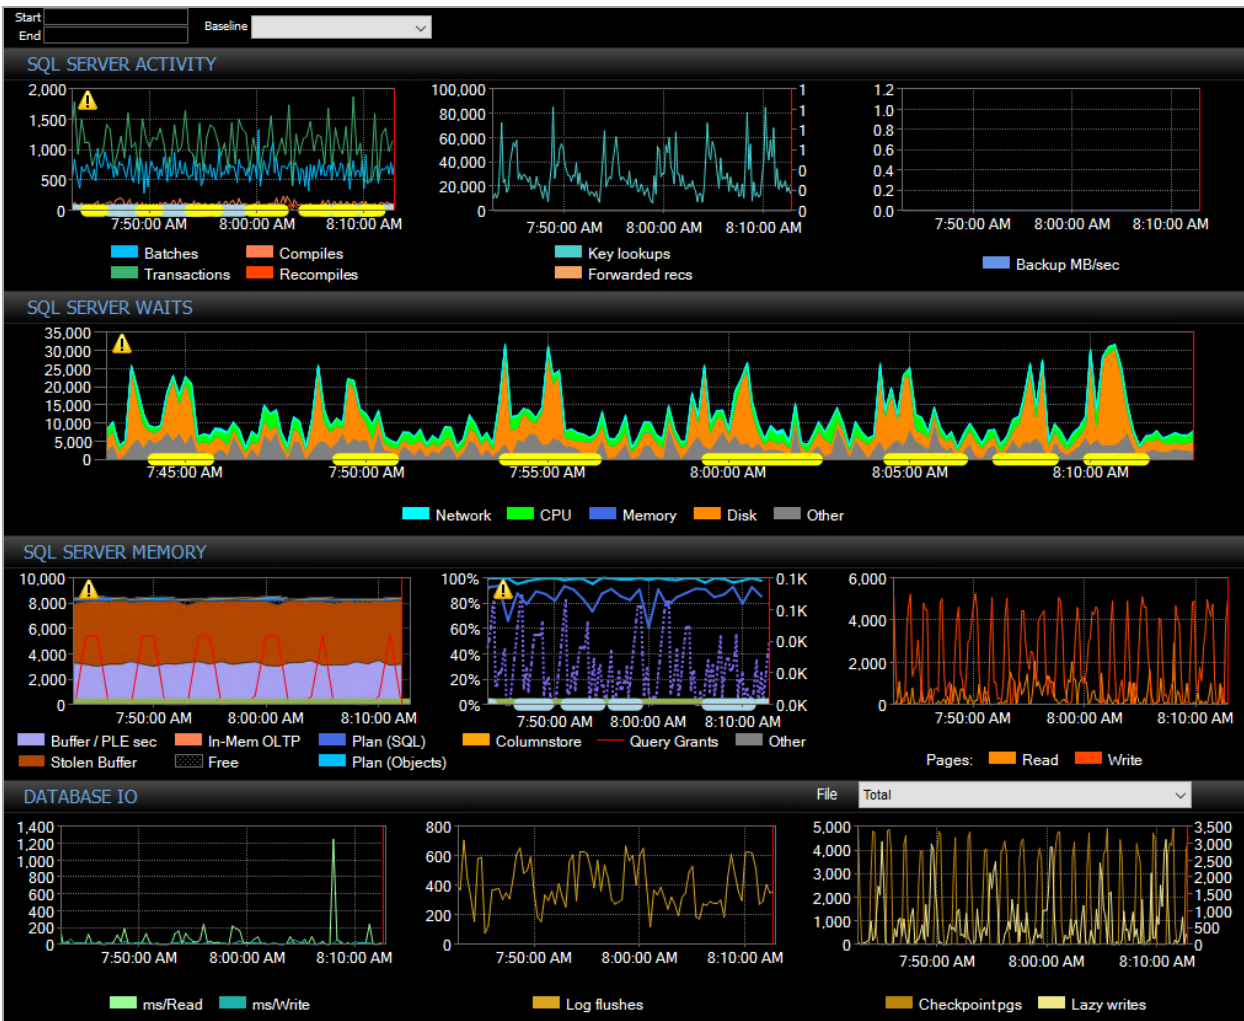 Start
End
Baseline
SQL SERVER ACTIVITY
2,000
1,500
1,000
500
0
7:50:00 AM 8:00:00 AM 8:10:00 AM
Batches Compiles
Transactions Recompiles
100,000
80,000
60,000
40,000
20,000
0
1
1
1
1
0
0
0
7:50:00 AM 8:00:00 AM 8:10:00 AM
Key lookups
Forwarded recs
1.2
1.0
0.8
0.6
0.4
0.2
0.0
7:50:00 AM 8:00:00 AM 8:10:00 AM
Backup MB/sec
SQL SERVER WAITS
35,000
30,000
25,000
20,000
15,000
10,000
5,000
0
7:45:00 AM 7:50:00 AM 7:55:00 AM 8:00:00 AM 8:05:00 AM 8:10:00 AM
Network CPU Memory Disk Other
SQL SERVER MEMORY
10,000
8,000
6,000
4,000
2,000
0
7:50:00 AM 8:00:00 AM 8:10:00 AM
100%
80%
60%
40%
20%
0%
0.1K
0.1K
0.0K
0.0K
0.0K
7:50:00 AM 8:00:00 AM 8:10:00 AM
Buffer / PLE sec In-Mem OLTP Plan (SQL) Columnstore Query Grants Other
Stolen Buffer Free Plan (Objects)
6,000
4,000
2,000
0
7:50:00 AM 8:00:00 AM 8:10:00 AM
Pages: Read Write
DATABASE IO
File Total
1,400
1,200
1,000
800
600
400
200
0
7:50:00 AM 8:00:00 AM 8:10:00 AM
ms/Read ms/Write
800
600
400
200
0
7:50:00 AM 8:00:00 AM 8:10:00 AM
Log flushes
5,000
4,000
3,000
2,000
1,000
0
3,500
3,000
2,500
2,000
1,500
1,000
500
0
7:50:00 AM 8:00:00 AM 8:10:00 AM
Checkpoint pgs Lazy writes